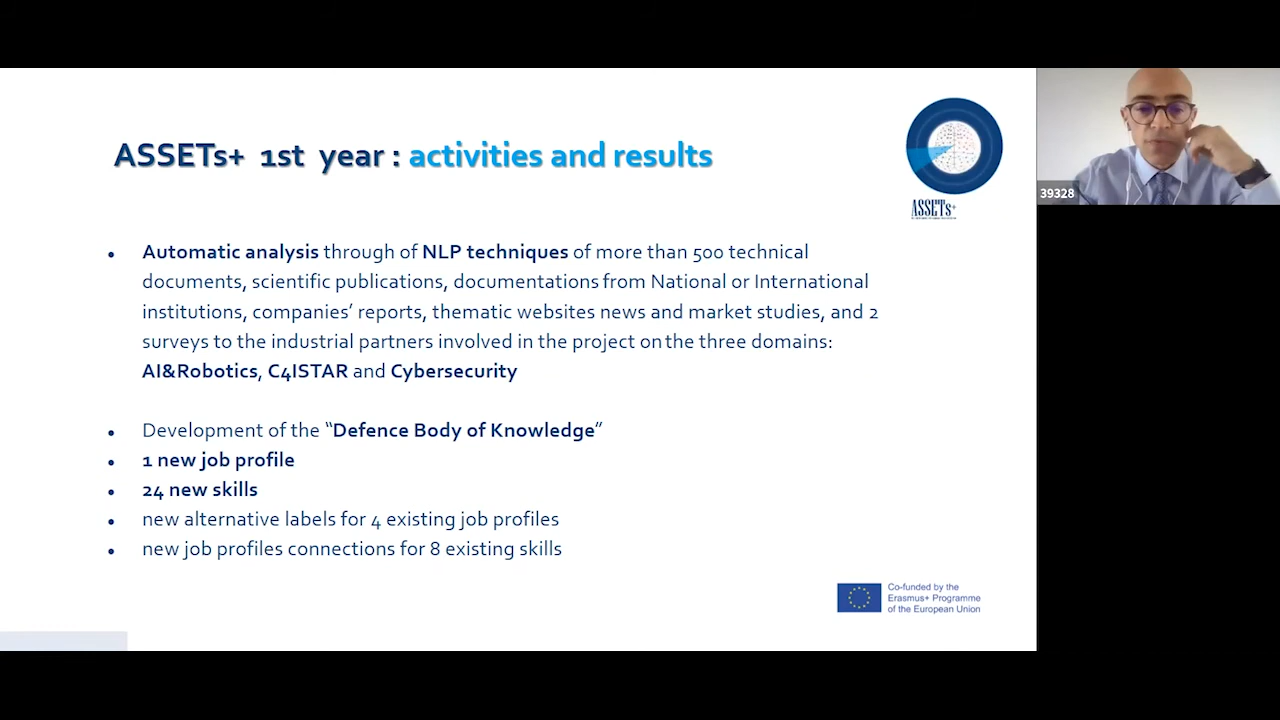 ASSETs+ 1st year : activities and results
ASSETs+
39328
• Automatic analysis through of NLP techniques of more than 500 technical
documents, scientific publications, documentations from National or International
institutions, companies’ reports, thematic websites news and market studies, and 2
surveys to the industrial partners involved in the project on the three domains:
AI&Robotics, C4ISTAR and Cybersecurity
• Development of the “Defence Body of Knowledge”
• 1 new job profile
• 24 new skills
• new alternative labels for 4 existing job profiles
• new job profiles connections for 8 existing skills
Co-funded by the
Erasmus+ Programme
of the European Union